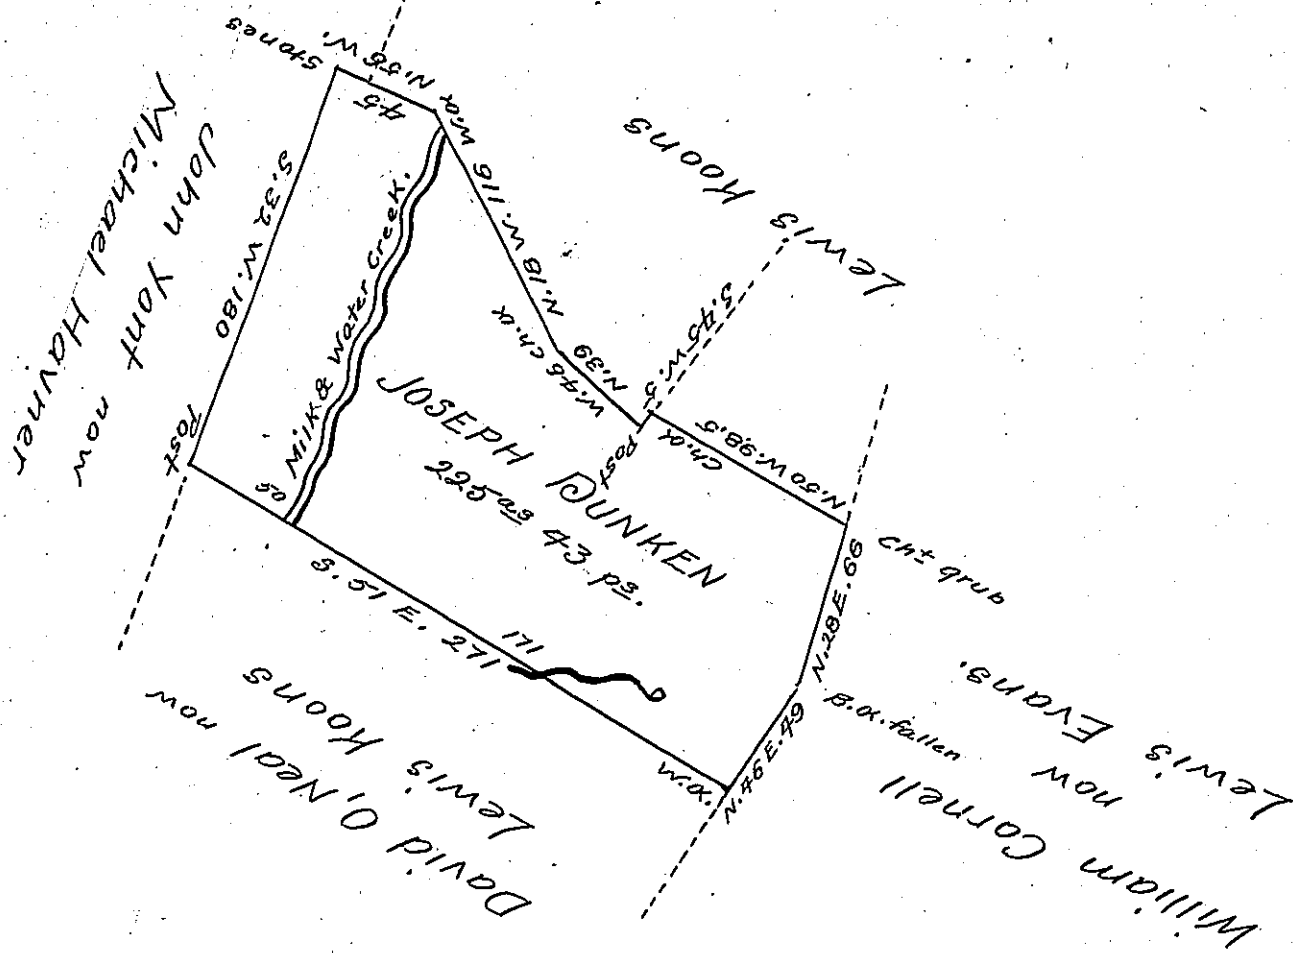 JOSEPH DUNKEN
225 as 43 ps.
Milk & Water Creek.
John Yont now
Michael Havner
Stones
N. 56 W.
45
W.o
S. 32 W. 180
Post
50
S. 51 E. 271
171
W.o.
N. 46 E. 49
B.o. fallen
N. 28 E. 66
Cht grub
N. 50 W. 98.5
Ch.o
S. 45 W. 5
Post
N. 39
W. 46
Ch.o
N. 18 W. 116
Lewis Koons
David O,Neal now
Lewis Koons
William Cornell
now
Lewis Evans.